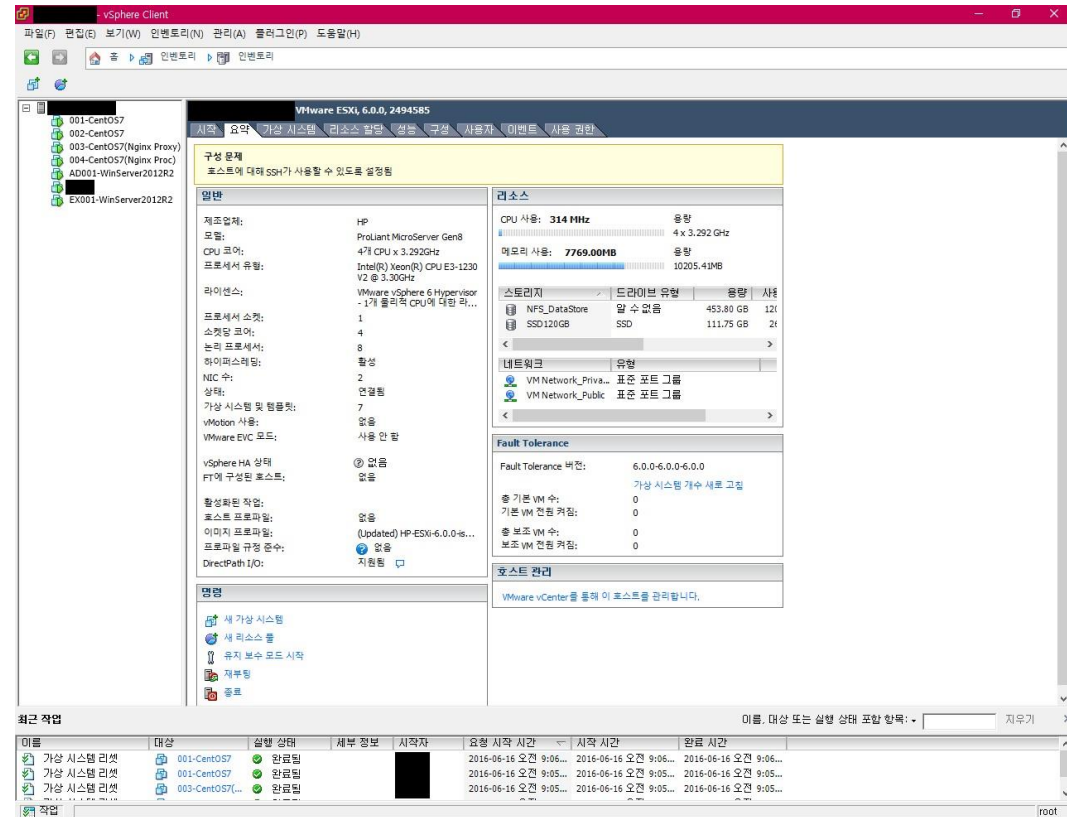 - vSphere Client
파일(F) 편집(E) 보기(W) 인벤토리(N) 관리(A) 플러그인(P) 도움말(H)
홈 인벤토리 인벤토리
001-CentOS7
002-CentOS7
003-CentOS7(Nginx Proxy)
004-CentOS7(Nginx Proc)
AD001-WinServer2012R2
EX001-WinServer2012R2
VMware ESXi, 6.0.0, 2494585
시작 요약 가상 시스템 리소스 할당 성능 구성 사용자 이벤트 사용 권한
구성 문제
호스트에 대해 SSH가 사용할 수 있도록 설정됨
일반
제조업체: HP
모델: ProLiant MicroServer Gen8
CPU 코어: 4개 CPU x 3.292GHz
프로세서 유형: Intel(R) Xeon(R) CPU E3-1230
V2 @ 3.30GHz
라이센스: VMware vSphere 6 Hypervisor
- 1개 물리적 CPU에 대한 라...
프로세서 소켓: 1
소켓당 코어: 4
논리 프로세서: 8
하이퍼스레딩: 활성
NIC 수: 2
상태: 연결됨
가상 시스템 및 템플릿: 7
vMotion 사용: 없음
VMware EVC 모드: 사용 안 함
vSphere HA 상태 없음
FT에 구성된 호스트: 없음
활성화된 작업:
호스트 프로파일: 없음
이미지 프로파일: (Updated) HP-ESXi-6.0.0-is...
프로파일 규정 준수: 없음
DirectPath I/O: 지원됨
명령
새 가상 시스템
새 리소스 풀
유지 보수 모드 시작
재부팅
종료
리소스
CPU 사용: 314 MHz 용량
4 x 3.292 GHz
메모리 사용: 7769.00MB 용량
10205.41MB
스토리지 드라이브 유형 용량 사용
NFS_DataStore 알 수 없음 453.80 GB 120
SSD120GB SSD 111.75 GB 26
네트워크 유형
VM Network_Priva... 표준 포트 그룹
VM Network_Public 표준 포트 그룹
Fault Tolerance
Fault Tolerance 버전: 6.0.0-6.0.0-6.0.0
가상 시스템 개수 새로 고침
총 기본 VM 수: 0
기본 VM 전원 켜짐: 0
총 보조 VM 수: 0
보조 VM 전원 켜짐: 0
호스트 관리
VMware vCenter를 통해 이 호스트를 관리합니다.
최근 작업
이름, 대상 또는 실행 상태 포함 항목: 지우기
이름 대상 실행 상태 세부 정보 시작자 요청 시작 시간 시작 시간 완료 시간
가상 시스템 리셋 001-CentOS7 완료됨 2016-06-16 오전 9:06... 2016-06-16 오전 9:06... 2016-06-16 오전 9:06...
가상 시스템 리셋 001-CentOS7 완료됨 2016-06-16 오전 9:05... 2016-06-16 오전 9:05... 2016-06-16 오전 9:05...
가상 시스템 리셋 003-CentOS7(... 완료됨 2016-06-16 오전 9:05... 2016-06-16 오전 9:05... 2016-06-16 오전 9:05...
작업 root